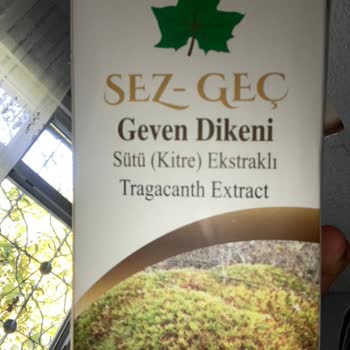 SEZ-GEÇ
Geven Dikeni
Sütü (Kitre) Ekstraklı
Tragacanth Extract